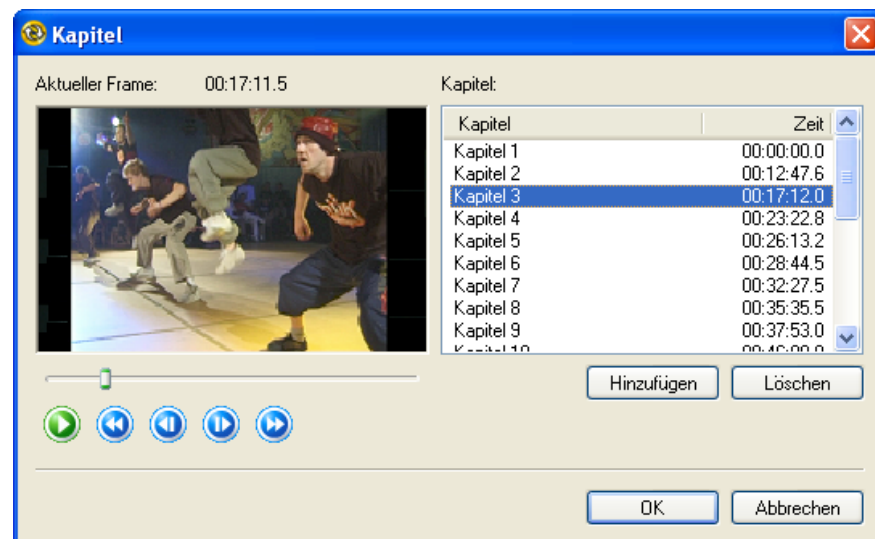 Kapitel
Aktueller Frame: 00:17:11.5
Kapitel:
Kapitel Zeit
Kapitel 1 00:00:00.0
Kapitel 2 00:12:47.6
Kapitel 3 00:17:12.0
Kapitel 4 00:23:22.8
Kapitel 5 00:26:13.2
Kapitel 6 00:28:44.5
Kapitel 7 00:32:27.5
Kapitel 8 00:35:35.5
Kapitel 9 00:37:53.0
Kapitel 10
Hinzufügen Löschen
OK Abbrechen